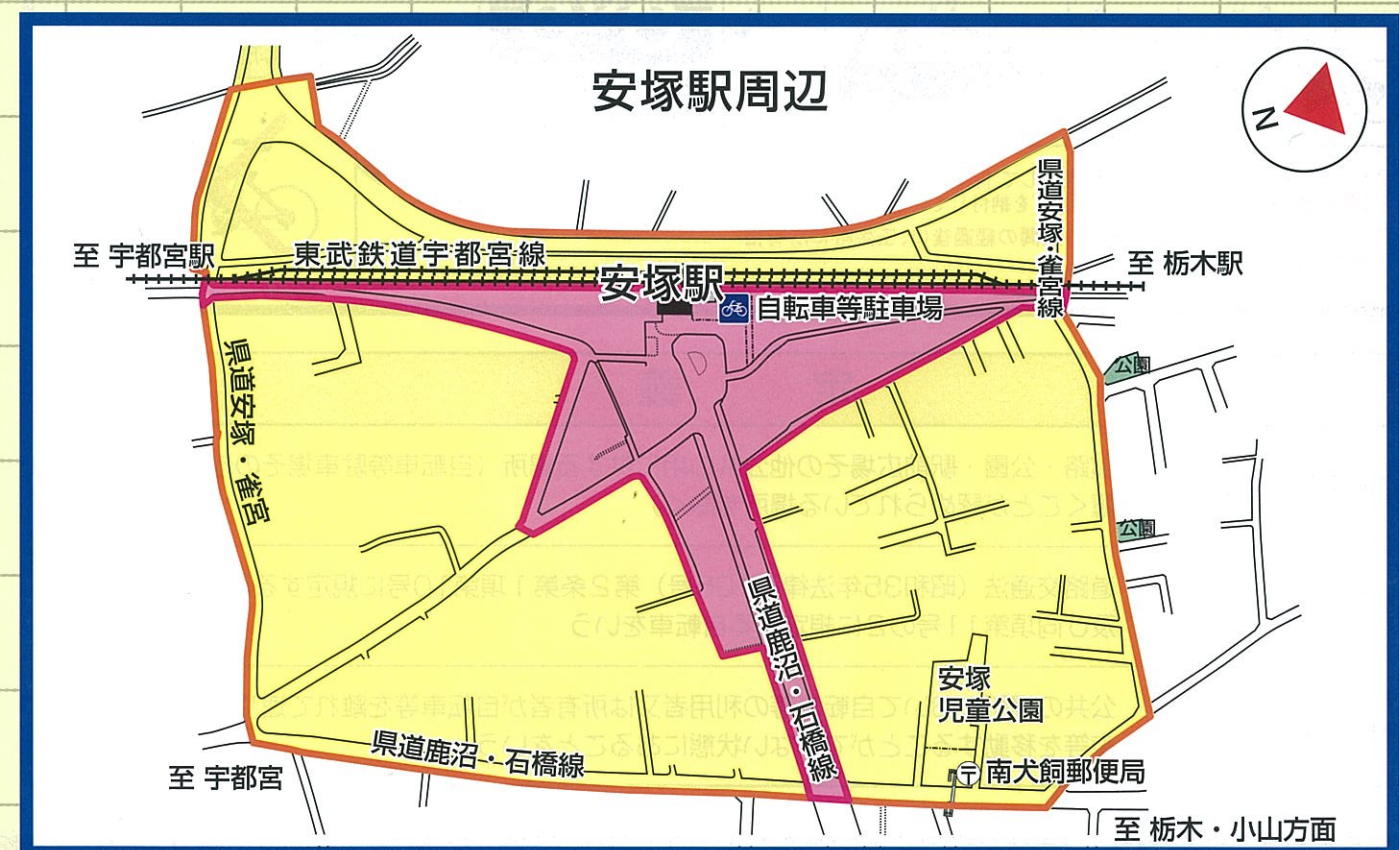 安塚駅周辺
N
県道安塚・雀宮線
至 宇都宮駅
東武鉄道宇都宮線
至 栃木駅
安塚駅
自転車等駐車場
県道安塚・雀宮
公園
公園
県道鹿沼・石橋線
安塚
児童公園
県道鹿沼・石橋線
〒南犬飼郵便局
至 宇都宮
至 栃木・小山方面